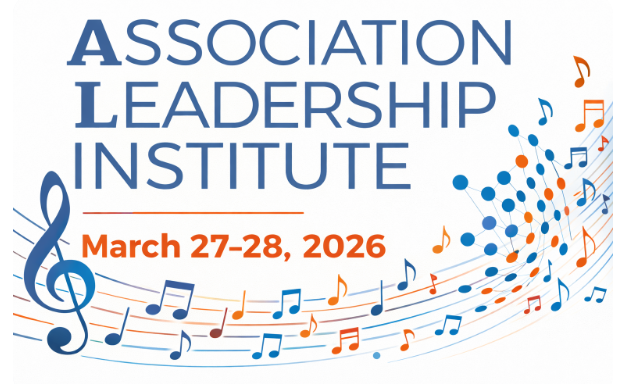 ASSOCIATION
LEADERSHIP
INSTITUTE
March 27–28, 2026